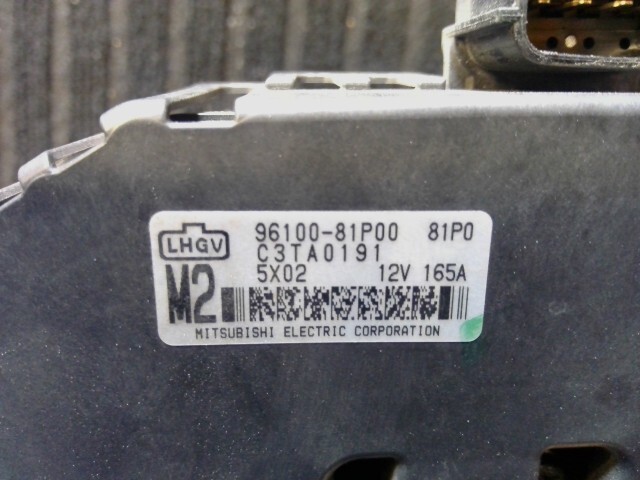 LHGV
96100-81P00 81P0
C3TA0191
5X02 12V 165A
M2
MITSUBISHI ELECTRIC CORPORATION